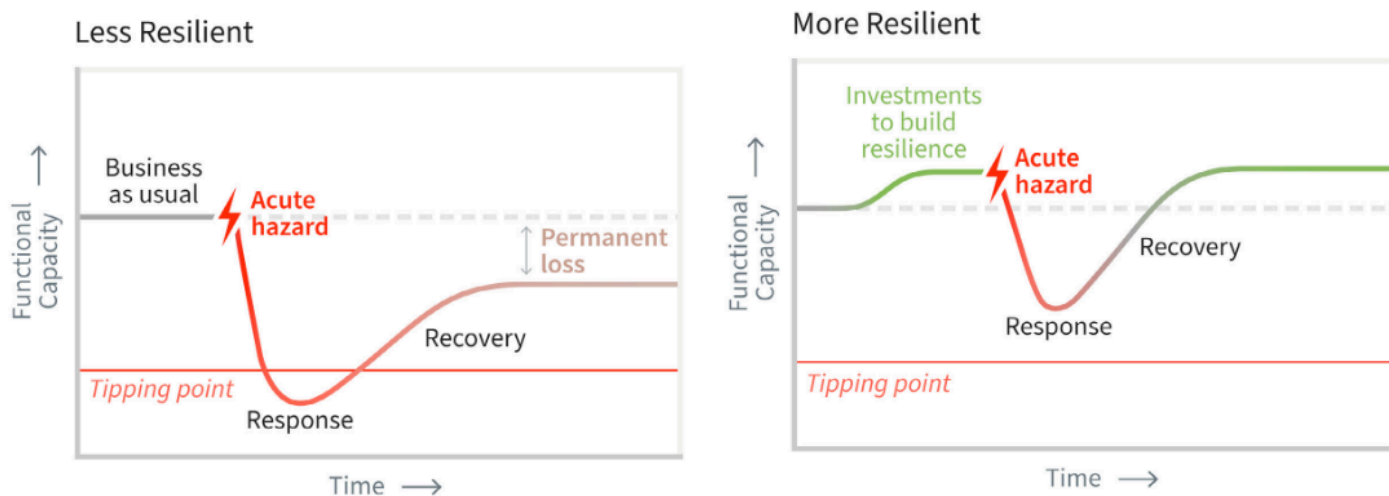 Less Resilient
Functional
Capacity
Business
as usual
Acute
hazard
Permanent
loss
Recovery
Tipping point
Response
Time
More Resilient
Functional
Capacity
Investments
to build
resilience
Acute
hazard
Recovery
Response
Tipping point
Time